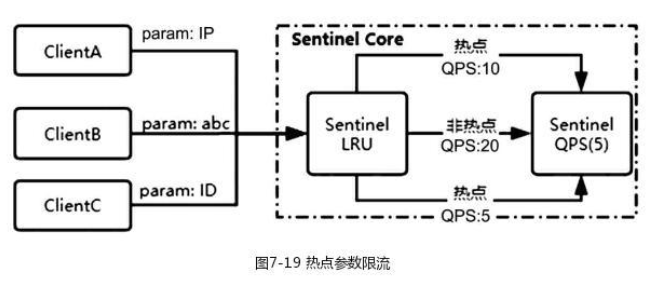 ClientA
param: IP
ClientB
param: abc
ClientC
param: ID
Sentinel Core
Sentinel
LRU
热点
QPS:10
非热点
QPS:20
热点
QPS:5
Sentinel
QPS(5)
图7-19 热点参数限流